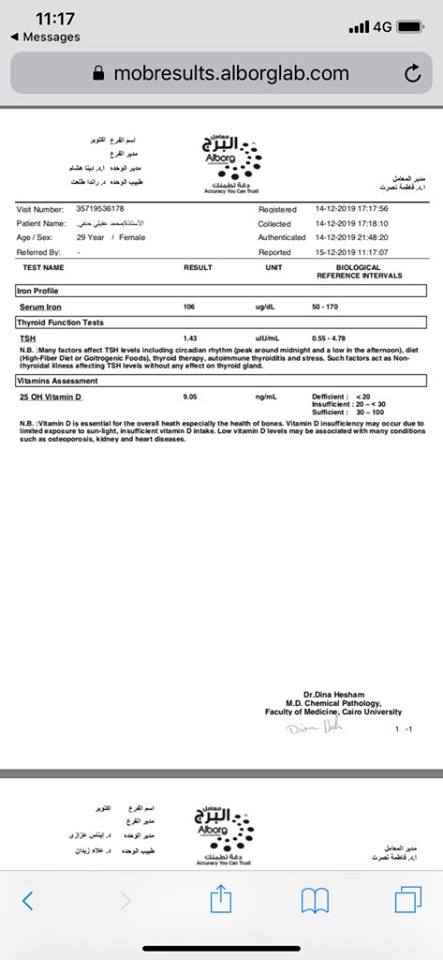 11:17
4G
◀ Messages
mobresults.alborglab.com
اسم الفرع اكتوبر
مدير الفرع
مدير الوحده ا.د. دينا هشام
طبيب الوحده د. راندا طلعت
معامل
البرج
Alborg
دقة تطمئنك
Accuracy You Can Trust
مدير المعامل
ا.د. فاطمة نصرت
Visit Number: 35719536178 Registered 14-12-2019 17:17:56
Patient Name: الأستاذة/محمد عقيلي حنفي Collected 14-12-2019 17:18:10
Age / Sex: 29 Year / Female Authenticated 14-12-2019 21:48:20
Referred By: - Reported 15-12-2019 11:17:07
TEST NAME RESULT UNIT BIOLOGICAL
REFERENCE INTERVALS
Iron Profile
Serum Iron 106 ug/dL 50 - 170
Thyroid Function Tests
TSH 1.43 uIU/mL 0.55 - 4.78
N.B. :Many factors affect TSH levels including circadian rhythm (peak around midnight and a low in the afternoon), diet
(High-Fiber Diet or Goitrogenic Foods), thyroid therapy, autoimmune thyroiditis and stress. Such factors act as Non-
thyroidal illness affecting TSH levels without any effect on thyroid gland.
Vitamins Assessment
25 OH Vitamin D 9.05 ng/mL Defficient : < 20
Insufficient : 20 – < 30
Sufficient : 30 – 100
N.B. :Vitamin D is essential for the overall heath especially the health of bones. Vitamin D insufficiency may occur due to
limited exposure to sun-light, insufficient vitamin D intake. Low vitamin D levels may be associated with many conditions
such as osteoporosis, kidney and heart diseases.
Dr.Dina Hesham
M.D. Chemical Pathology,
Faculty of Medicine, Cairo University
1 -1
اسم الفرع اكتوبر
مدير الفرع
مدير الوحده د. إيناس عزازى
طبيب الوحده د. علاء زيدان
معامل
البرج
Alborg
دقة تطمئنك
Accuracy You Can Trust
مدير المعامل
ا.د. فاطمة نصرت